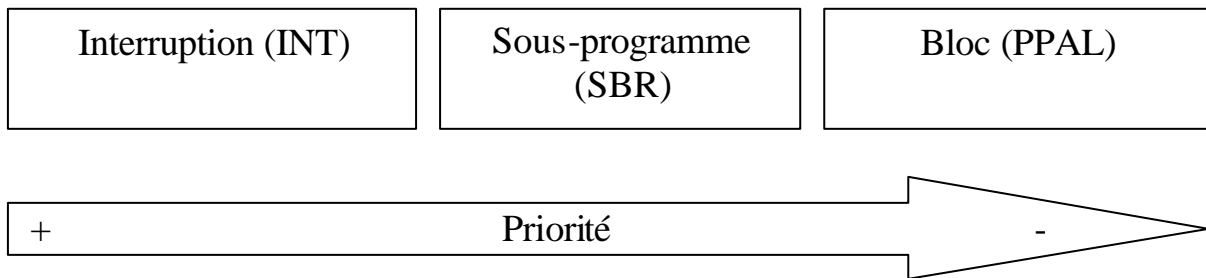 Interruption (INT)
Sous-programme
(SBR)
Bloc (PPAL)
+ Priorité -